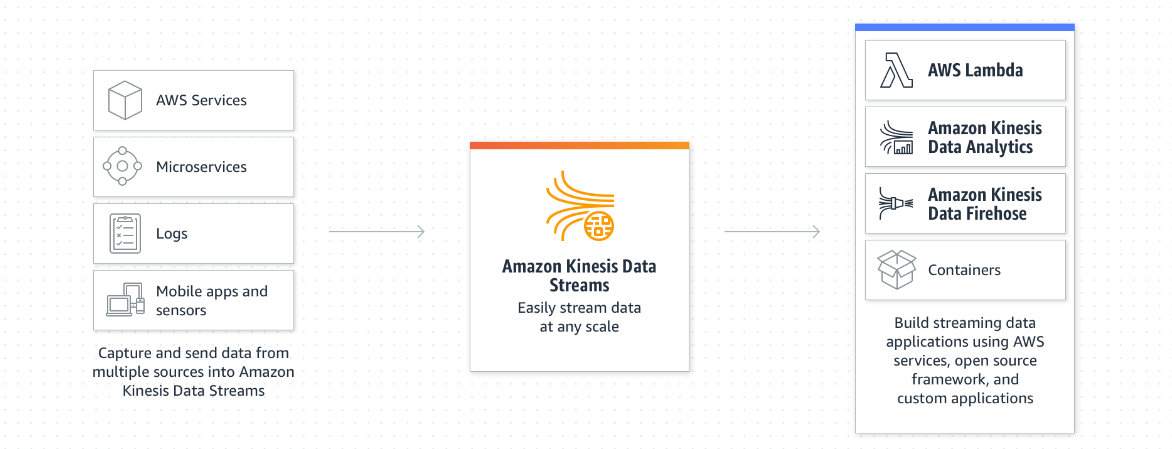 AWS Services
Microservices
Logs
Mobile apps and
sensors
Capture and send data from
multiple sources into Amazon
Kinesis Data Streams
Amazon Kinesis Data
Streams
Easily stream data
at any scale
AWS Lambda
Amazon Kinesis
Data Analytics
Amazon Kinesis
Data Firehose
Containers
Build streaming data
applications using AWS
services, open source
framework, and
custom applications